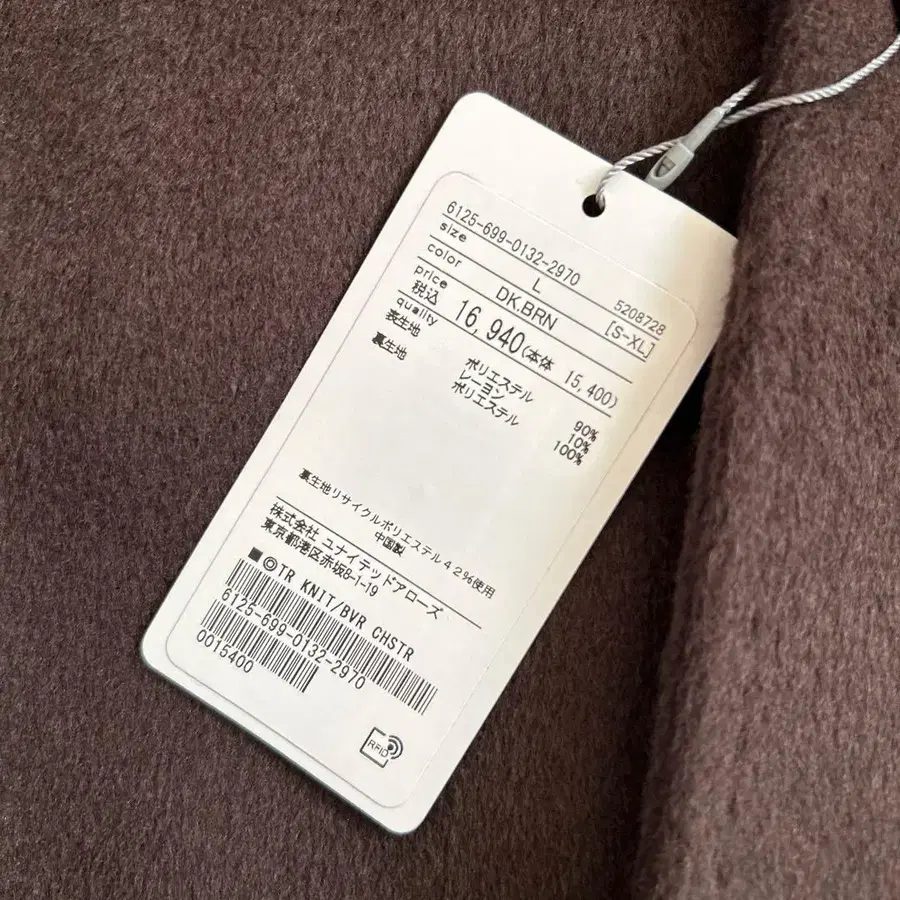 6125-699-0132-2970 5208728
size L [S-XL]
color DK.BRN
price
税込 16,940(本体 15,400)
quality
表生地 ポリエステル 90%
レーヨン 10%
裏生地 ポリエステル 100%
裏生地リサイクルポリエステル42%使用
中国製
株式会社 ユナイテッドアローズ
東京都港区赤坂8-1-19
■◎TR KNIT/BVR CHSTR
6125-699-0132-2970
0015400
RFID